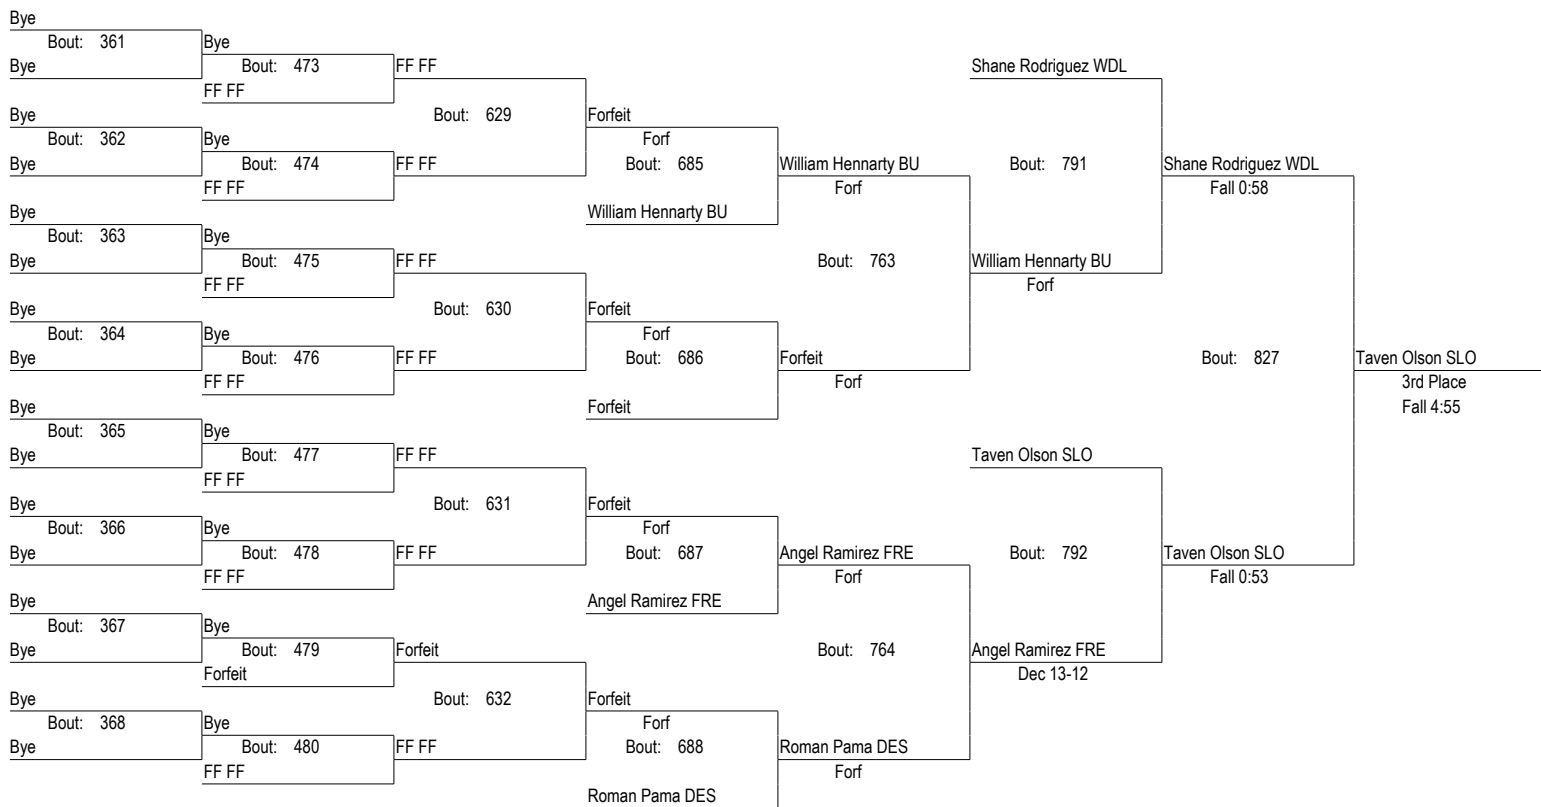 Bye
Bout: 361 Bye
Bye Bout: 473 FF FF Shane Rodriguez WDL
FF FF
Bye Bout: 629 Forfeit
Bout: 362 Bye Forf
Bye Bout: 474 FF FF Bout: 685 William Hennarty BU Bout: 791 Shane Rodriguez WDL
FF FF Forf Fall 0:58
Bye William Hennarty BU
Bout: 363 Bye
Bye Bout: 475 FF FF Bout: 763 William Hennarty BU
FF FF Forf
Bye Bout: 630 Forfeit
Bout: 364 Bye Forf
Bye Bout: 476 FF FF Bout: 686 Forfeit Bout: 827 Taven Olson SLO
FF FF Forf 3rd Place
Bye Forfeit Fall 4:55
Bout: 365 Bye
Bye Bout: 477 FF FF Taven Olson SLO
FF FF
Bye Bout: 631 Forfeit
Bout: 366 Bye Forf
Bye Bout: 478 FF FF Bout: 687 Angel Ramirez FRE Bout: 792 Taven Olson SLO
FF FF Forf Fall 0:53
Bye Angel Ramirez FRE
Bout: 367 Bye
Bye Bout: 479 Forfeit Bout: 764 Angel Ramirez FRE
Forfeit Dec 13-12
Bye Bout: 632 Forfeit
Bout: 368 Bye Forf
Bye Bout: 480 FF FF Bout: 688 Roman Pama DES
FF FF Forf
Roman Pama DES